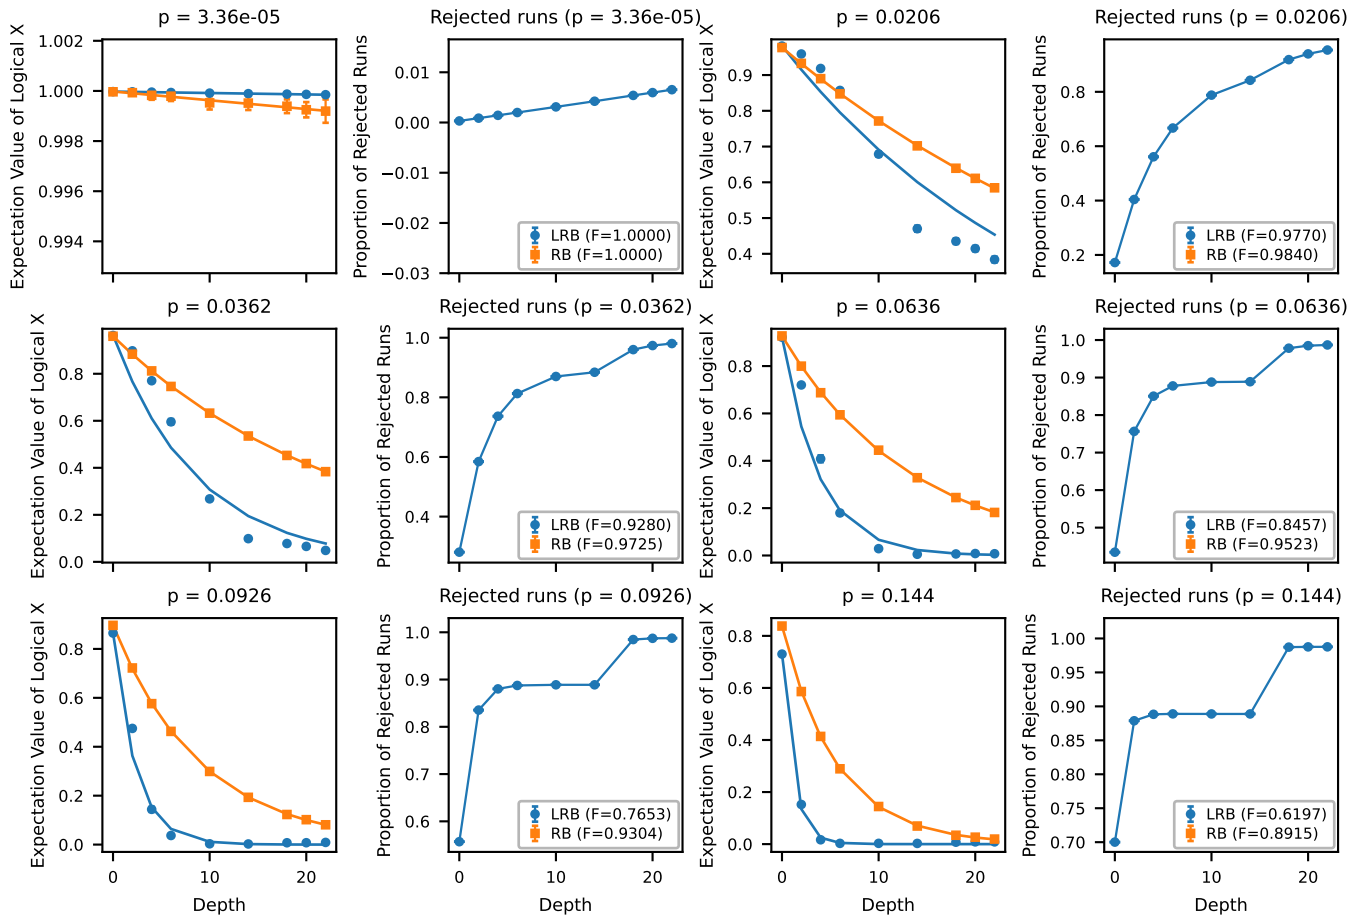 p = 3.36e-05
Expectation Value of Logical X
1.002
1.000
0.998
0.996
0.994
Rejected runs (p = 3.36e-05)
Proportion of Rejected Runs
0.01
0.00
−0.01
−0.02
−0.03
LRB (F=1.0000)
RB (F=1.0000)
p = 0.0206
Expectation Value of Logical X
0.9
0.8
0.7
0.6
0.5
0.4
Rejected runs (p = 0.0206)
Proportion of Rejected Runs
0.8
0.6
0.4
0.2
LRB (F=0.9770)
RB (F=0.9840)
p = 0.0362
Expectation Value of Logical X
0.8
0.6
0.4
0.2
0.0
Rejected runs (p = 0.0362)
Proportion of Rejected Runs
1.0
0.8
0.6
0.4
LRB (F=0.9280)
RB (F=0.9725)
p = 0.0636
Expectation Value of Logical X
0.8
0.6
0.4
0.2
0.0
Rejected runs (p = 0.0636)
Proportion of Rejected Runs
1.0
0.9
0.8
0.7
0.6
0.5
LRB (F=0.8457)
RB (F=0.9523)
p = 0.0926
Expectation Value of Logical X
0.8
0.6
0.4
0.2
0.0
0 10 20
Depth
Rejected runs (p = 0.0926)
Proportion of Rejected Runs
1.0
0.9
0.8
0.7
0.6
LRB (F=0.7653)
RB (F=0.9304)
0 10 20
Depth
p = 0.144
Expectation Value of Logical X
0.8
0.6
0.4
0.2
0.0
0 10 20
Depth
Rejected runs (p = 0.144)
Proportion of Rejected Runs
1.00
0.95
0.90
0.85
0.80
0.75
0.70
LRB (F=0.6197)
RB (F=0.8915)
0 10 20
Depth